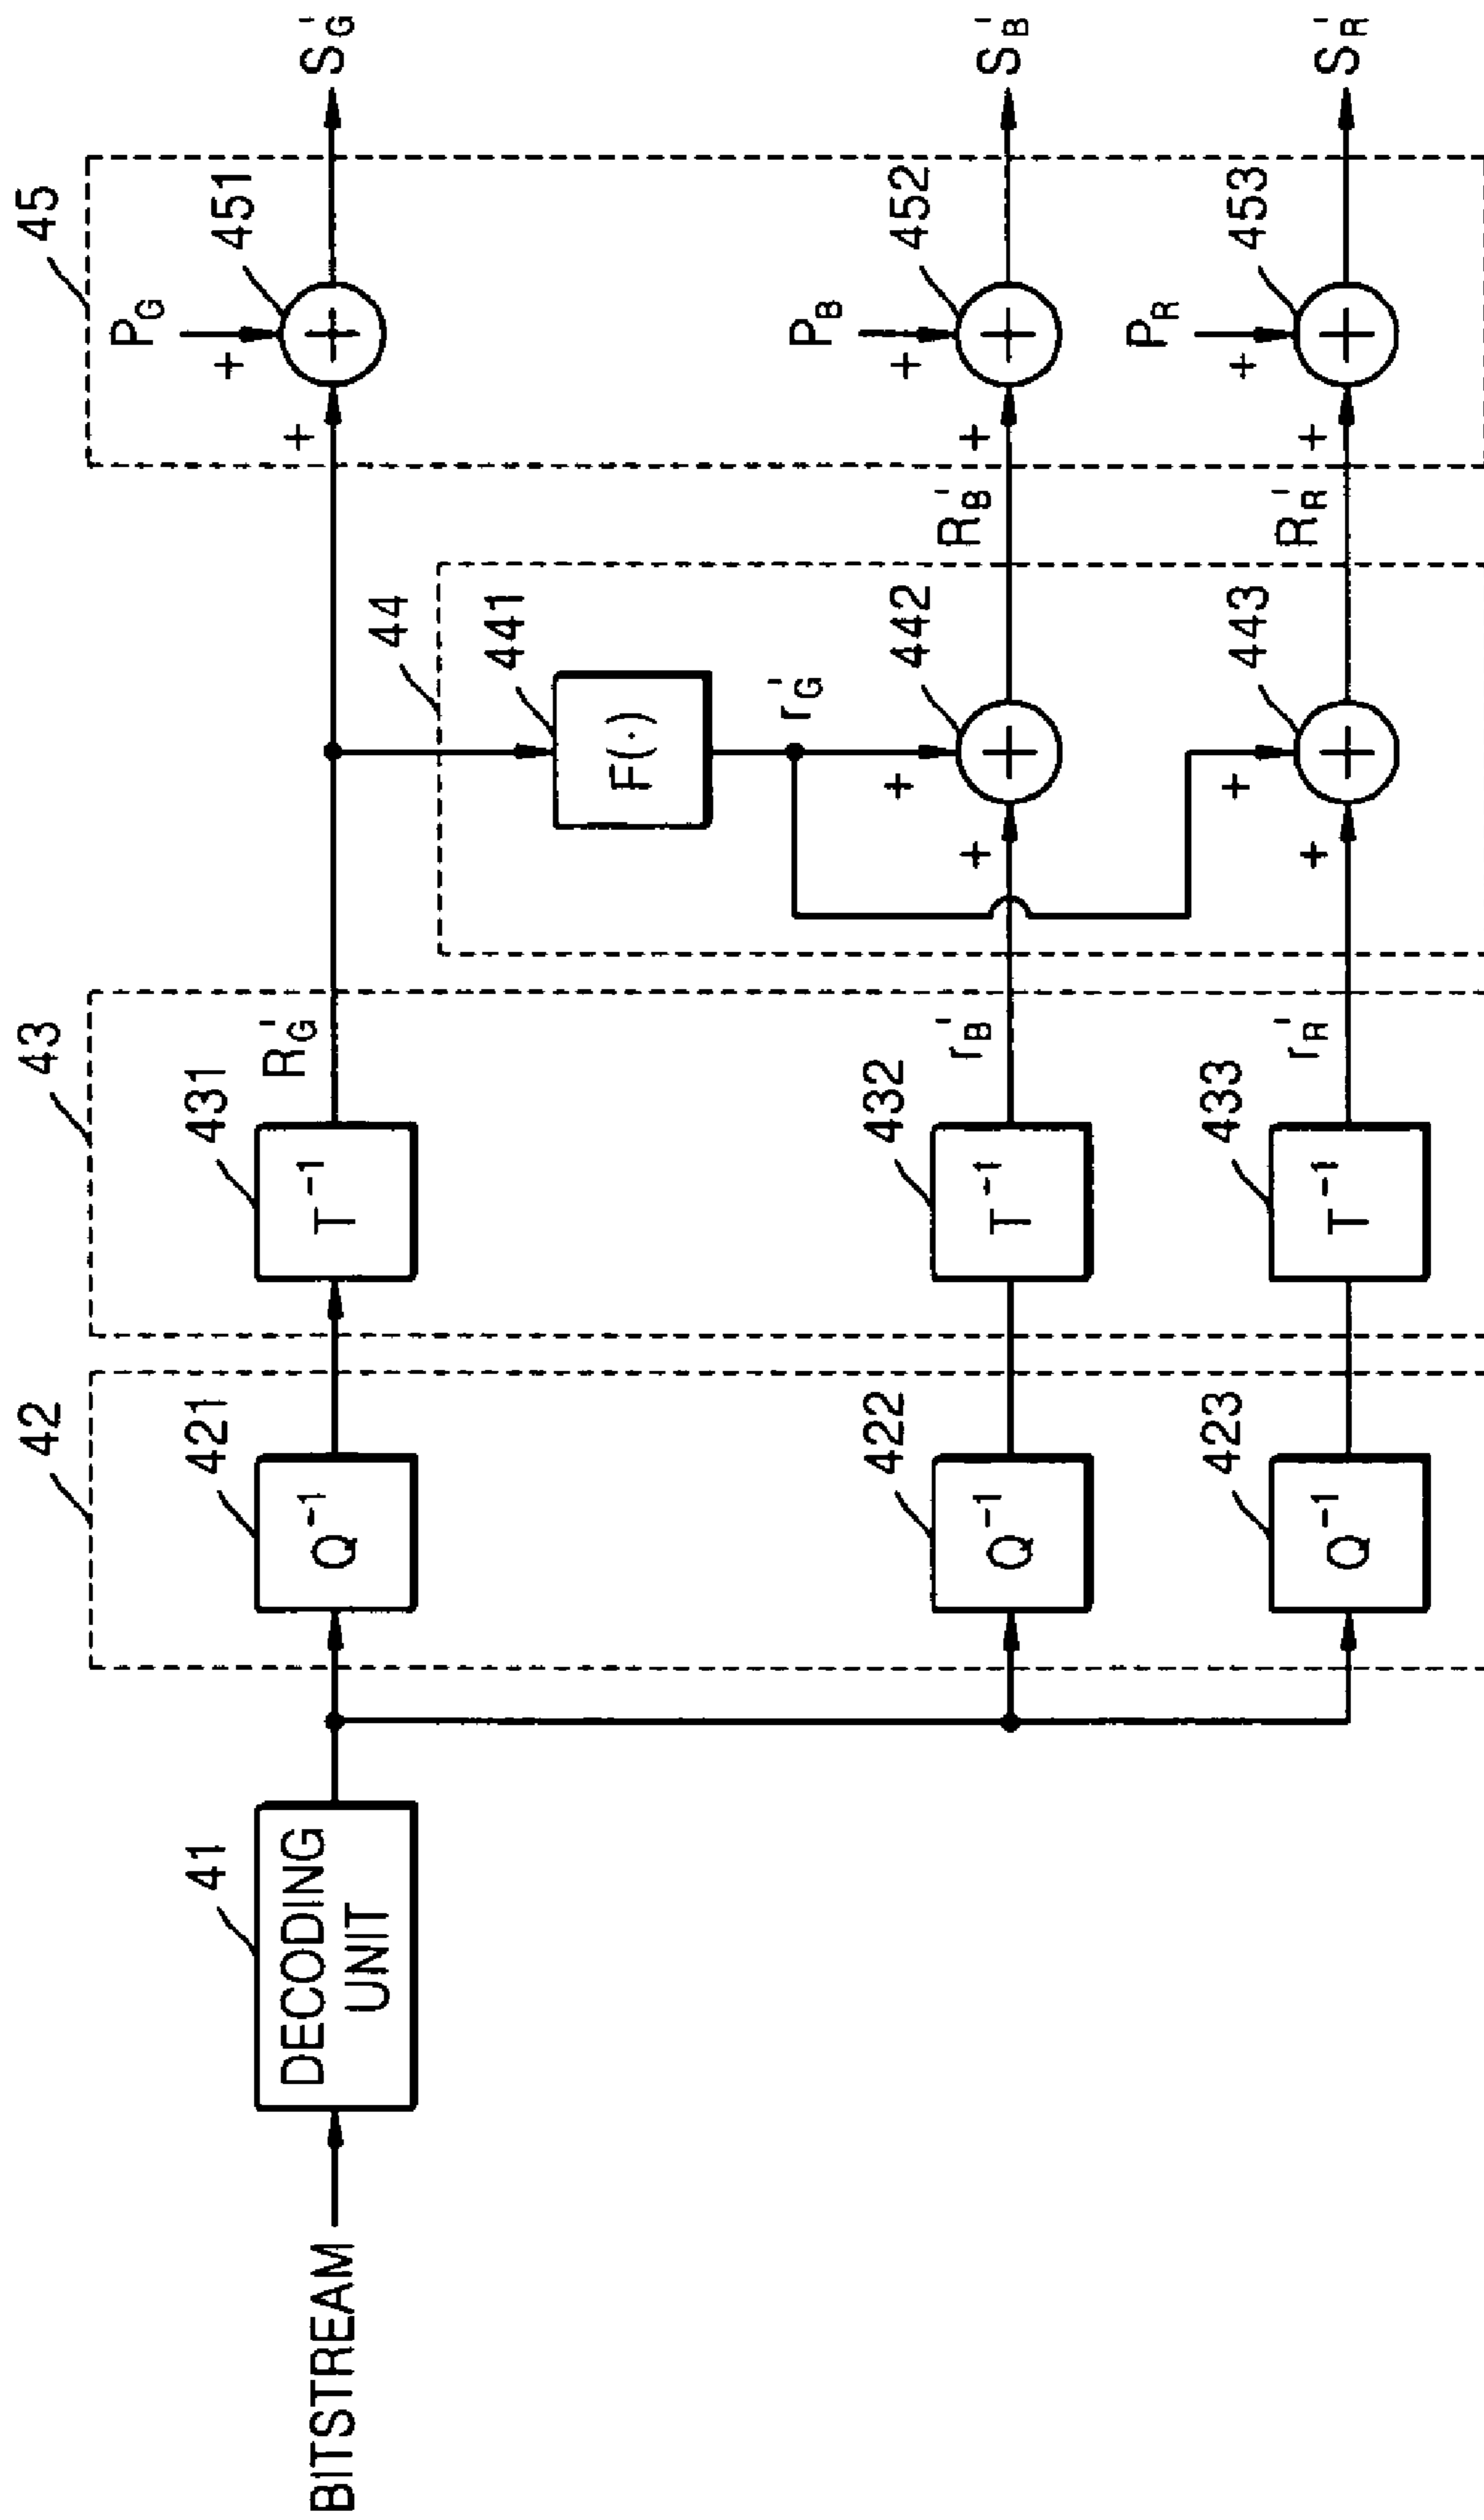 BITSTREAM
41
DECODING
UNIT
42
421
Q⁻¹
422
Q⁻¹
423
Q⁻¹
43
431
T⁻¹
432
T⁻¹
433
T⁻¹
R'G
r'B
r'R
44
441
F(·)
r'G
442
+
+
+
443
+
+
+
R'B
R'R
45
PG
451
+
+
+
PB
452
+
+
+
PR
453
+
+
+
S'G
S'B
S'R